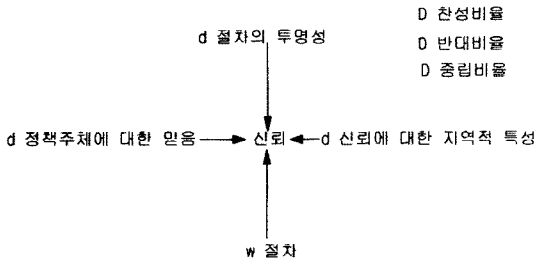 D 찬성비율
d 절차의 투명성
D 반대비율
D 중립비율
d 정책주체에 대한 믿음
신뢰
d 신뢰에 대한 지역적 특성
w 절차